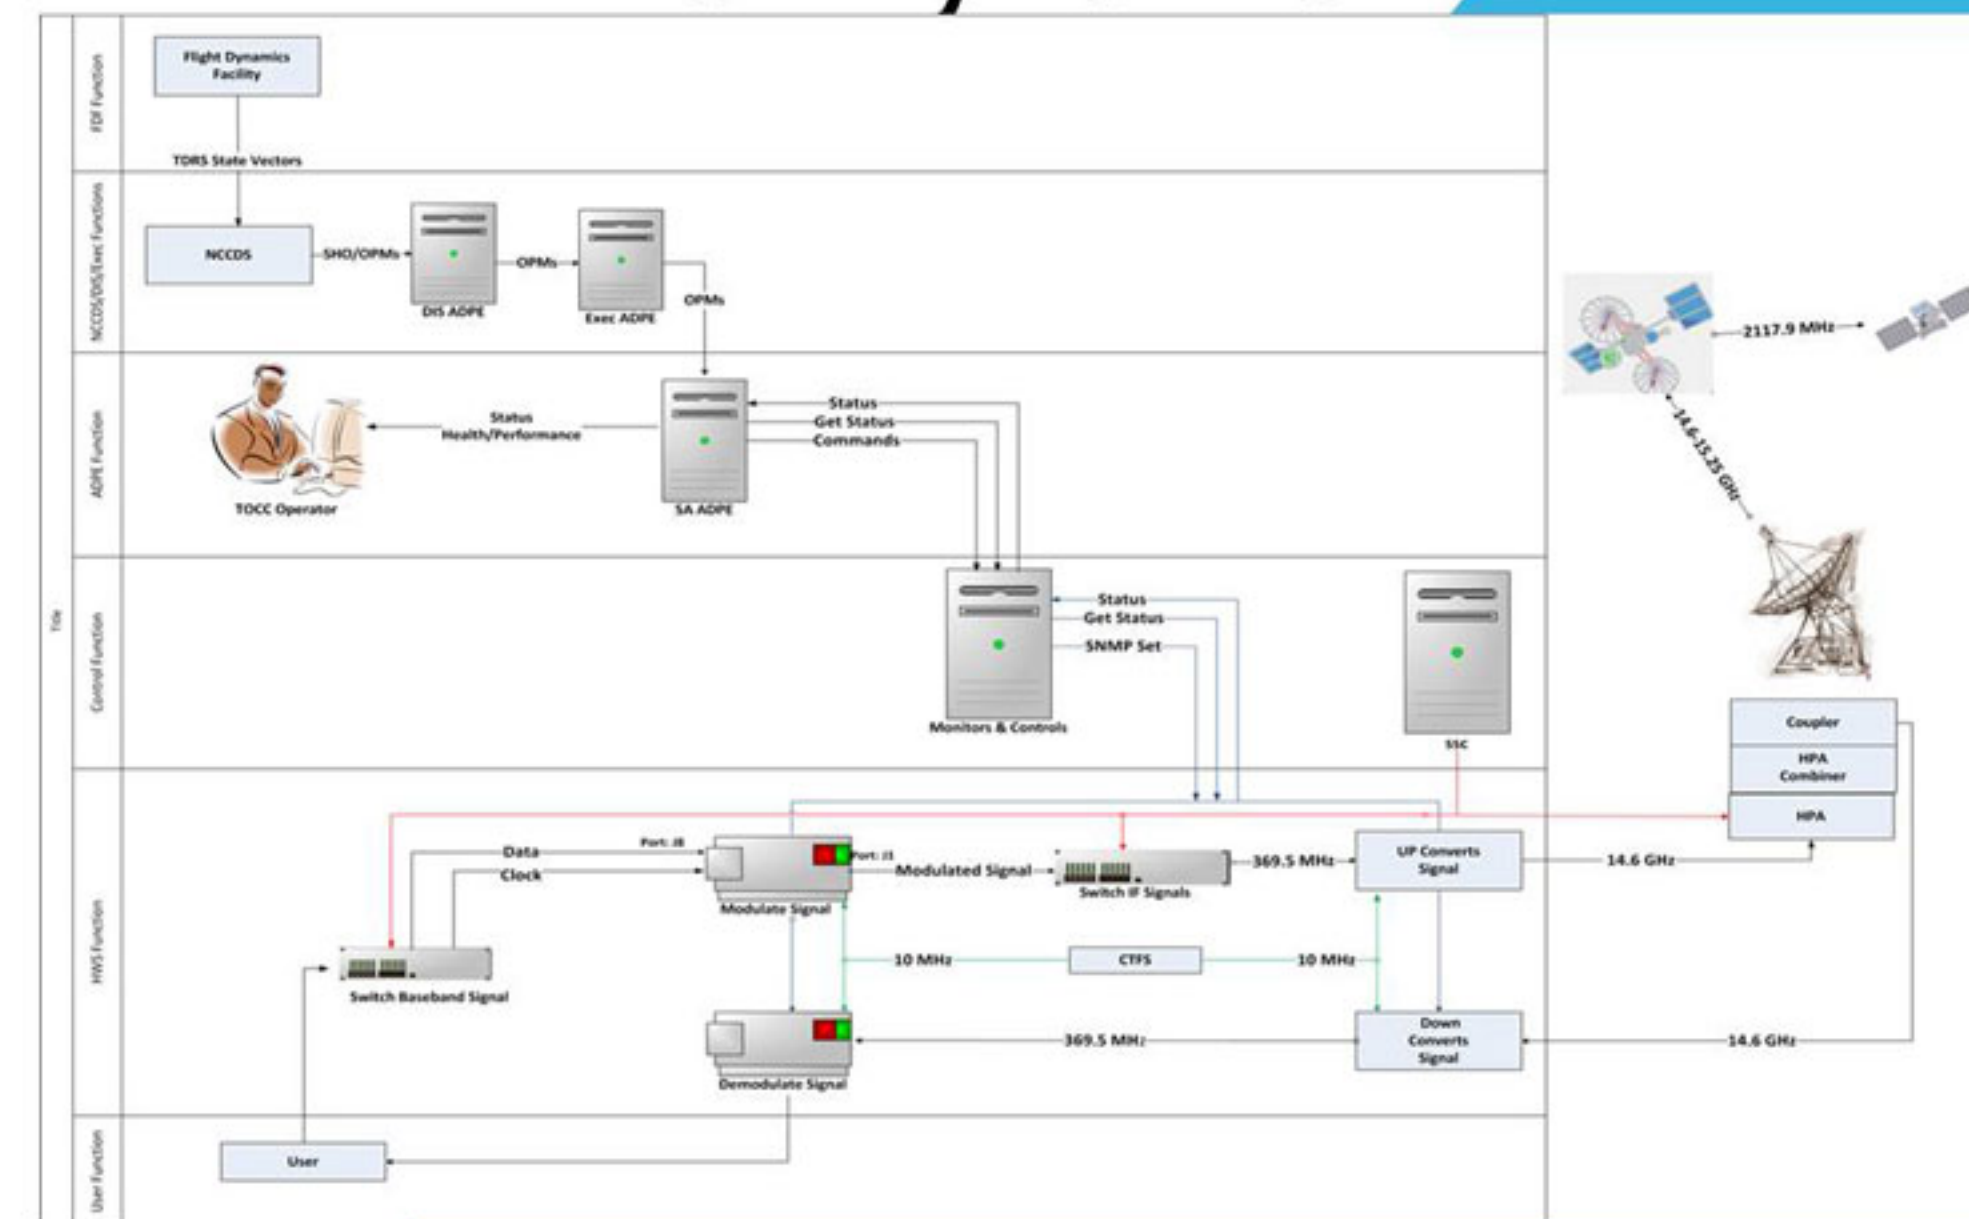 Title
FDF Function
Flight Dynamics
Facility
TDRS State Vectors
NCCDS/DIS/Exec Functions
NCCDS
SHO/OPMs
DIS ADPE
OPMs
Exec ADPE
OPMs
ADPE Function
TOCC Operator
Status
Health/Performance
SA ADPE
Status
Get Status
Commands
2117.9 MHz
14.6-15.25 GHz
Control Function
Monitors & Controls
Status
Get Status
SNMP Set
SSC
Coupler
HPA
Combiner
HPA
HWS Function
Data
Clock
Port: J8
Port: J1
Modulate Signal
Modulated Signal
Switch IF Signals
369.5 MHz
UP Converts
Signal
14.6 GHz
Switch Baseband Signal
10 MHz
CTFS
10 MHz
Demodulate Signal
369.5 MHz
Down
Converts
Signal
14.6 GHz
User Function
User